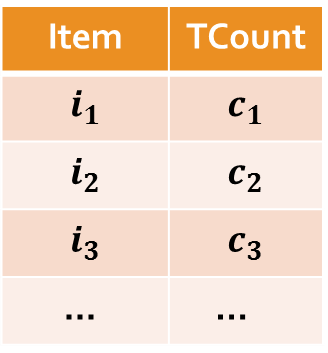 Item TCount
i₁ c₁
i₂ c₂
i₃ c₃
... ...